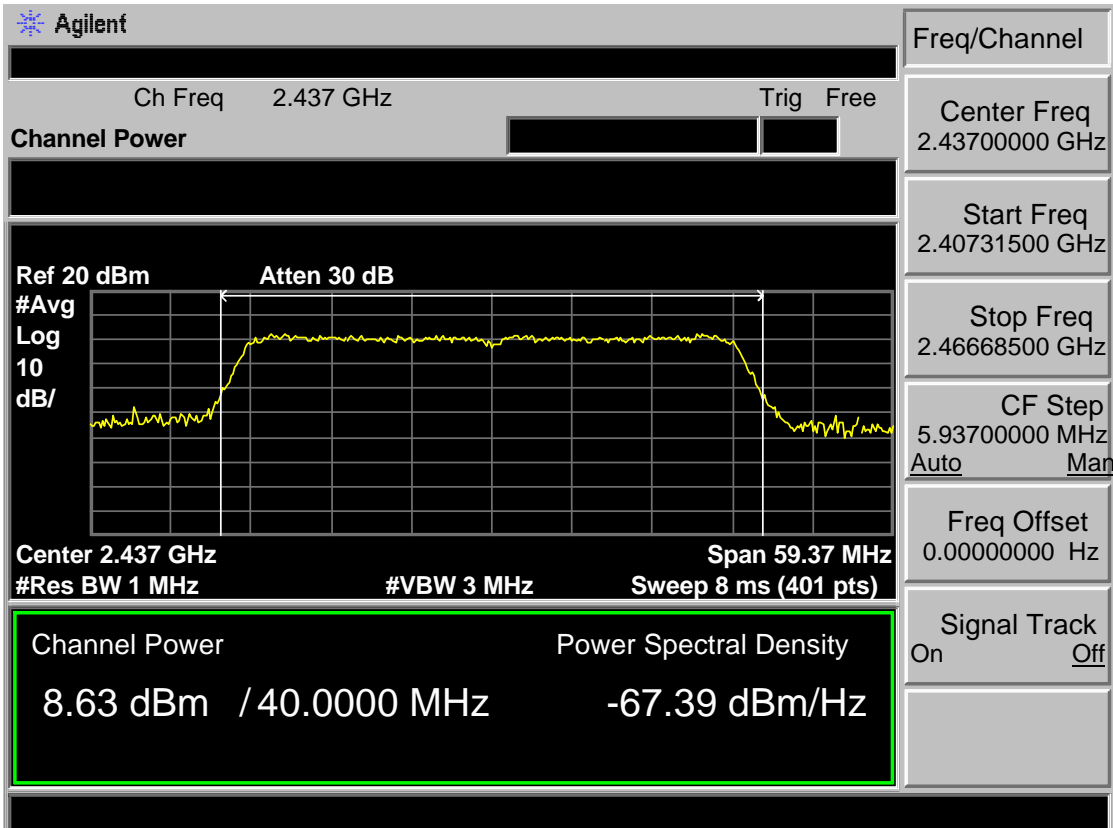 Agilent
Ch Freq 2.437 GHz Trig Free
Channel Power
Ref 20 dBm Atten 30 dB
#Avg
Log
10
dB/
Center 2.437 GHz Span 59.37 MHz
#Res BW 1 MHz #VBW 3 MHz Sweep 8 ms (401 pts)
Channel Power Power Spectral Density
8.63 dBm / 40.0000 MHz -67.39 dBm/Hz
Freq/Channel
Center Freq
2.43700000 GHz
Start Freq
2.40731500 GHz
Stop Freq
2.46668500 GHz
CF Step
5.93700000 MHz
Auto Man
Freq Offset
0.00000000 Hz
Signal Track
On Off